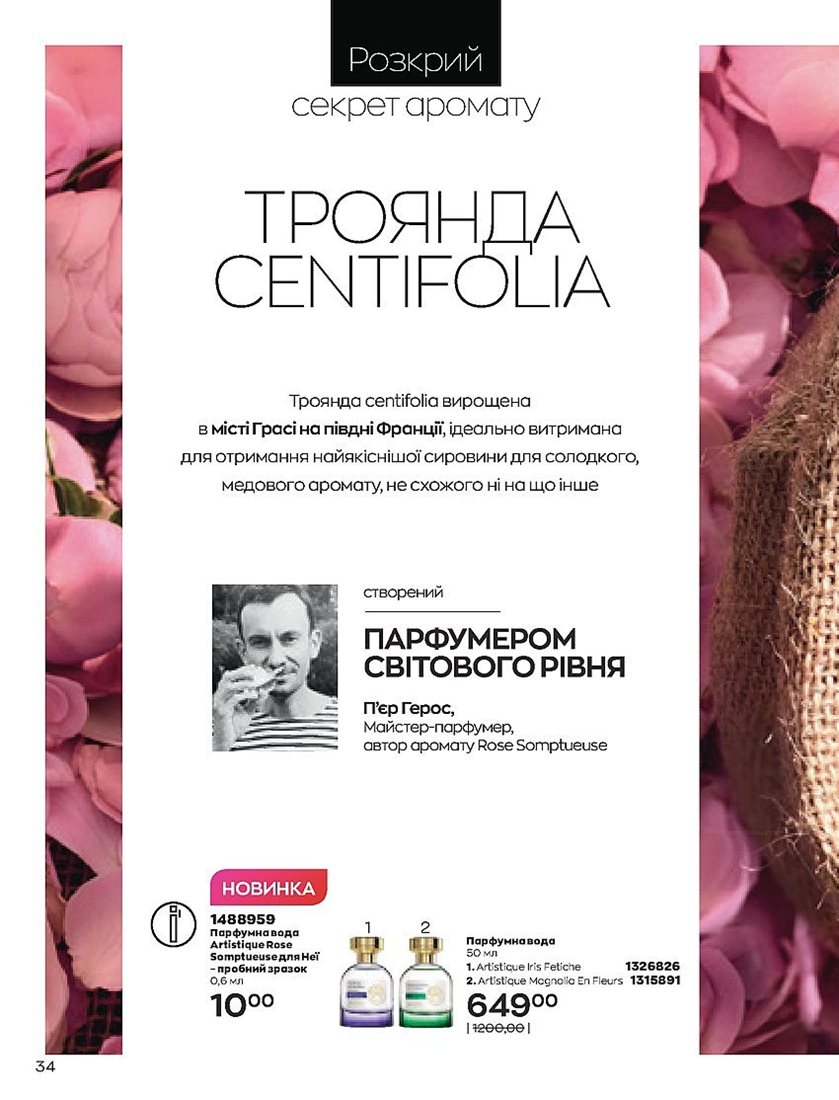 Розкрий
секрет аромату
ТРОЯНДА
CENTIFOLIA
Троянда centifolia вирощена
в місті Грасі на півдні Франції, ідеально витримана
для отримання найякіснішої сировини для солодкого,
медового аромату, не схожого ні на що інше
створений
ПАРФУМЕРОМ
СВІТОВОГО РІВНЯ
П'єр Герос,
Майстер-парфумер,
автор аромату Rose Somptueuse
НОВИНКА
1488959
Парфумна вода
Artistique Rose
Somptueuse для Неї
– пробний зразок
0,6 мл
10⁰⁰
1 2
Парфумна вода
50 мл
1. Artistique Iris Fetiche 1326826
2. Artistique Magnolia En Fleurs 1315891
649⁰⁰
| 1200,00 |
34